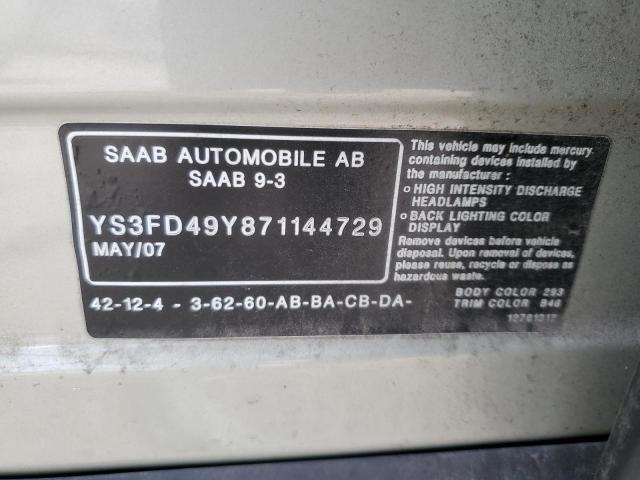 SAAB AUTOMOBILE AB
SAAB 9-3
YS3FD49Y871144729
MAY/07
42-12-4 - 3-62-60-AB-BA-CB-DA-
This vehicle may include mercury
containing devices installed by
the manufacturer :
o HIGH INTENSITY DISCHARGE
HEADLAMPS
o BACK LIGHTING COLOR
DISPLAY
Remove devices before vehicle
disposal. Upon removal of devices,
please reuse, recycle or dispose as
hazardous waste.
BODY COLOR 293
TRIM COLOR B46